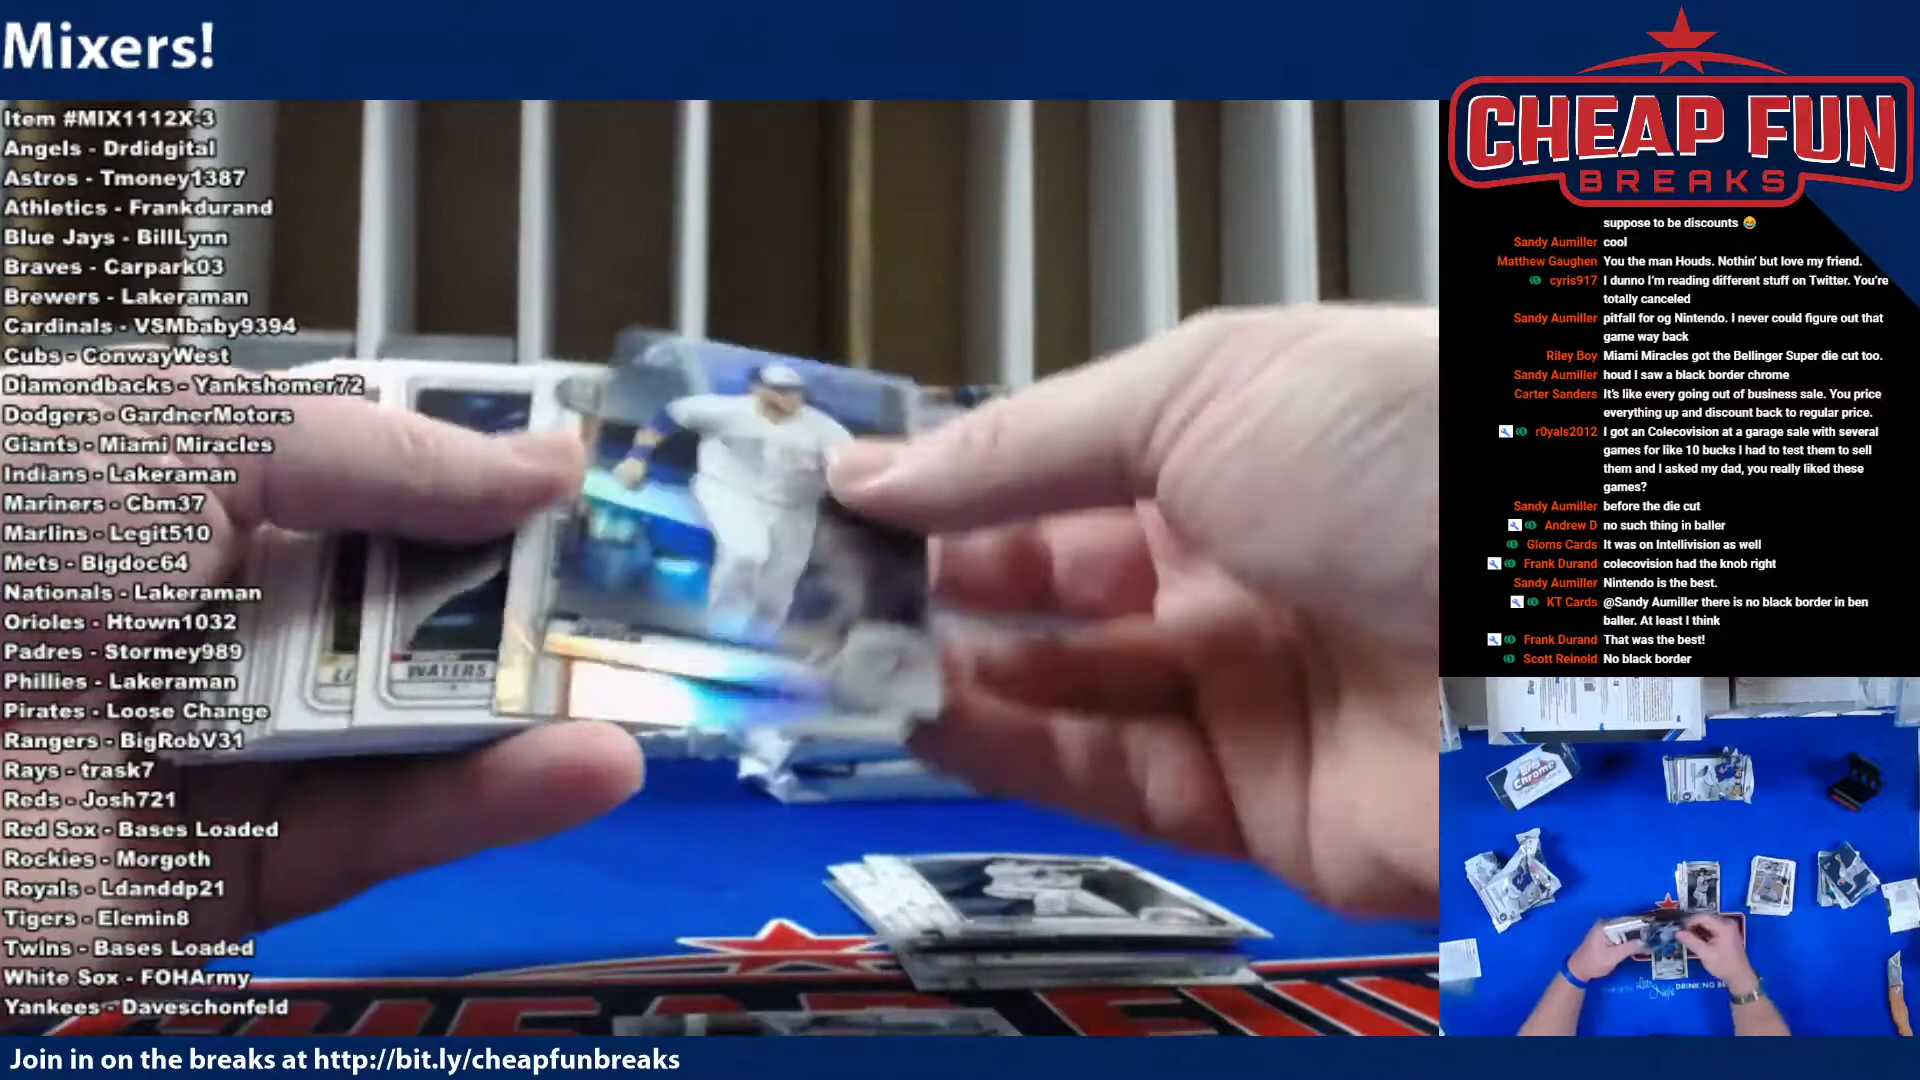 Mixers!
Item #MIX1112X-3
Angels - Drdidgital
Astros - Tmoney1387
Athletics - Frankdurand
Blue Jays - BillLynn
Braves - Carpark03
Brewers - Lakeraman
Cardinals - VSMbaby9394
Cubs - ConwayWest
Diamondbacks - Yankshomer72
Dodgers - GardnerMotors
Giants - Miami Miracles
Indians - Lakeraman
Mariners - Cbm37
Marlins - Legit510
Mets - Bigdoc64
Nationals - Lakeraman
Orioles - Htown1032
Padres - Stormey989
Phillies - Lakeraman
Pirates - Loose Change
Rangers - BigRobV31
Rays - trask7
Reds - Josh721
Red Sox - Bases Loaded
Rockies - Morgoth
Royals - Ldanddp21
Tigers - Elemin8
Twins - Bases Loaded
White Sox - FOHArmy
Yankees - Daveschonfeld
WATERS
CHEAP FUN
BREAKS
suppose to be discounts 😂
Sandy Aumiller cool
Matthew Gaughen You the man Houds. Nothin' but love my friend.
cyris917 I dunno I'm reading different stuff on Twitter. You're
totally canceled
Sandy Aumiller pitfall for og Nintendo. I never could figure out that
game way back
Riley Boy Miami Miracles got the Bellinger Super die cut too.
Sandy Aumiller houd I saw a black border chrome
Carter Sanders It's like every going out of business sale. You price
everything up and discount back to regular price.
r0yals2012 I got an Colecovision at a garage sale with several
games for like 10 bucks I had to test them to sell
them and I asked my dad, you really liked these
games?
Sandy Aumiller before the die cut
Andrew D no such thing in baller
Gloms Cards It was on Intellivision as well
Frank Durand colecovision had the knob right
Sandy Aumiller Nintendo is the best.
KT Cards @Sandy Aumiller there is no black border in ben
baller. At least I think
Frank Durand That was the best!
Scott Reinold No black border
Chrome
DRINKING
Join in on the breaks at http://bit.ly/cheapfunbreaks